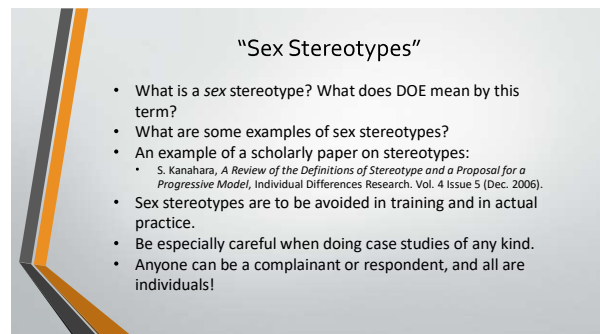 “Sex Stereotypes”
• What is a sex stereotype? What does DOE mean by this
term?
• What are some examples of sex stereotypes?
• An example of a scholarly paper on stereotypes:
• S. Kanahara, A Review of the Definitions of Stereotype and a Proposal for a
Progressive Model, Individual Differences Research. Vol. 4 Issue 5 (Dec. 2006).
• Sex stereotypes are to be avoided in training and in actual
practice.
• Be especially careful when doing case studies of any kind.
• Anyone can be a complainant or respondent, and all are
individuals!